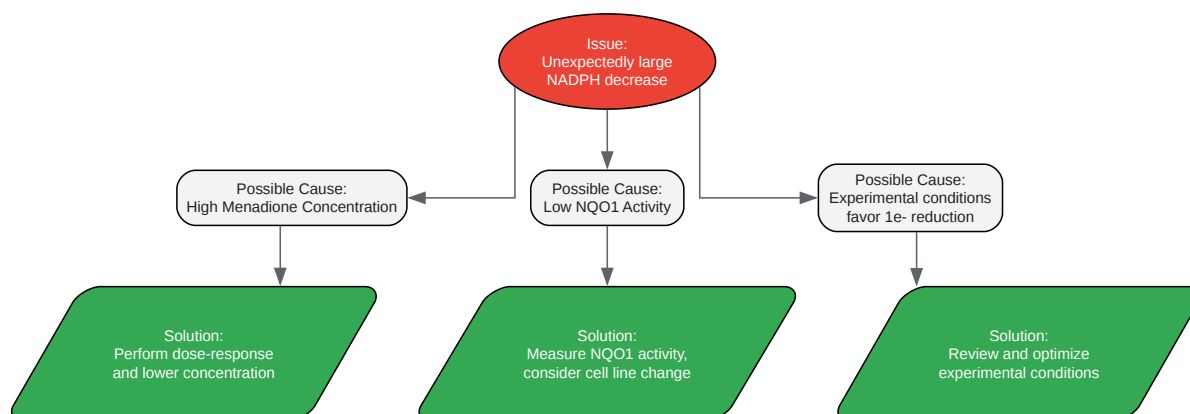 Issue:
Unexpectedly large
NADPH decrease
Possible Cause:
High Menadione Concentration
Possible Cause:
Low NQO1 Activity
Possible Cause:
Experimental conditions
favor 1e- reduction
Solution:
Perform dose-response
and lower concentration
Solution:
Measure NQO1 activity,
consider cell line change
Solution:
Review and optimize
experimental conditions